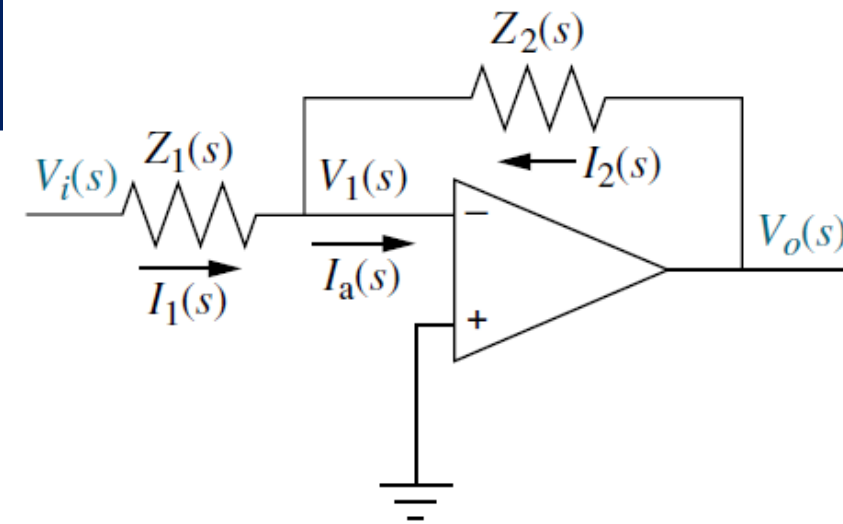 Z₂(s)
Z₁(s)
Vᵢ(s)
V₁(s)
I₂(s)
−
Vₒ(s)
Iₐ(s)
I₁(s)
+